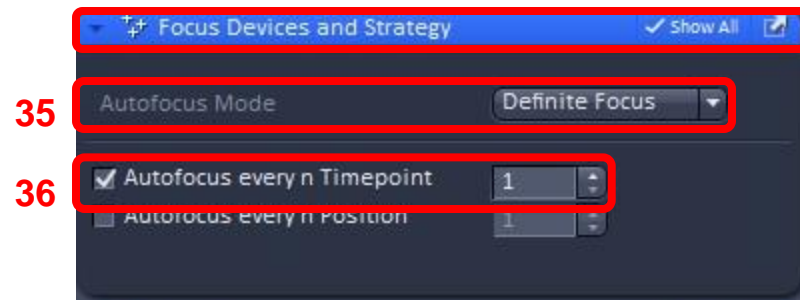 Focus Devices and Strategy Show All
35 Autofocus Mode Definite Focus
36 Autofocus every n Timepoint 1
Autofocus every n Position 1